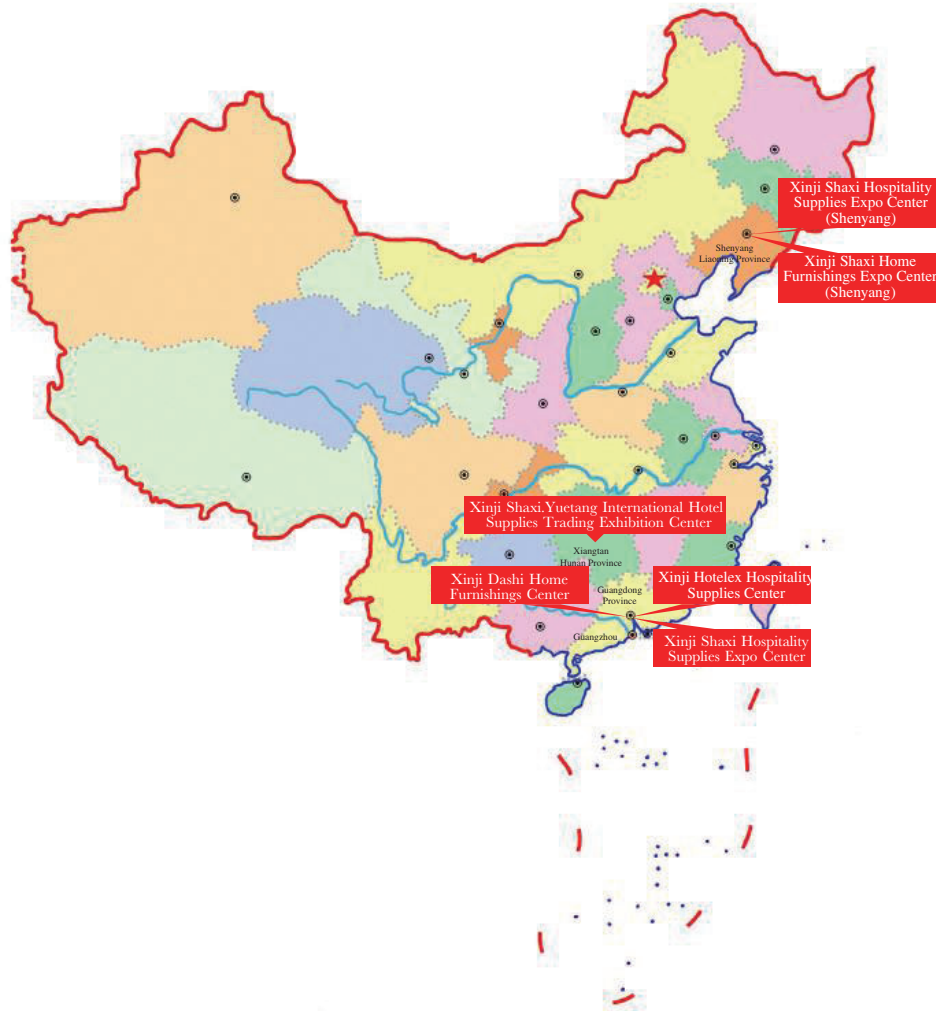 Xinji Shaxi Hospitality
Supplies Expo Center
(Shenyang)
Shenyang
Liaoning Province
Xinji Shaxi Home
Furnishings Expo Center
(Shenyang)
Xinji Shaxi.Yuetang International Hotel
Supplies Trading Exhibition Center
Xiangtan
Hunan Province
Xinji Dashi Home
Furnishings Center
Guangdong
Province
Xinji Hotelex Hospitality
Supplies Center
Guangzhou
Xinji Shaxi Hospitality
Supplies Expo Center